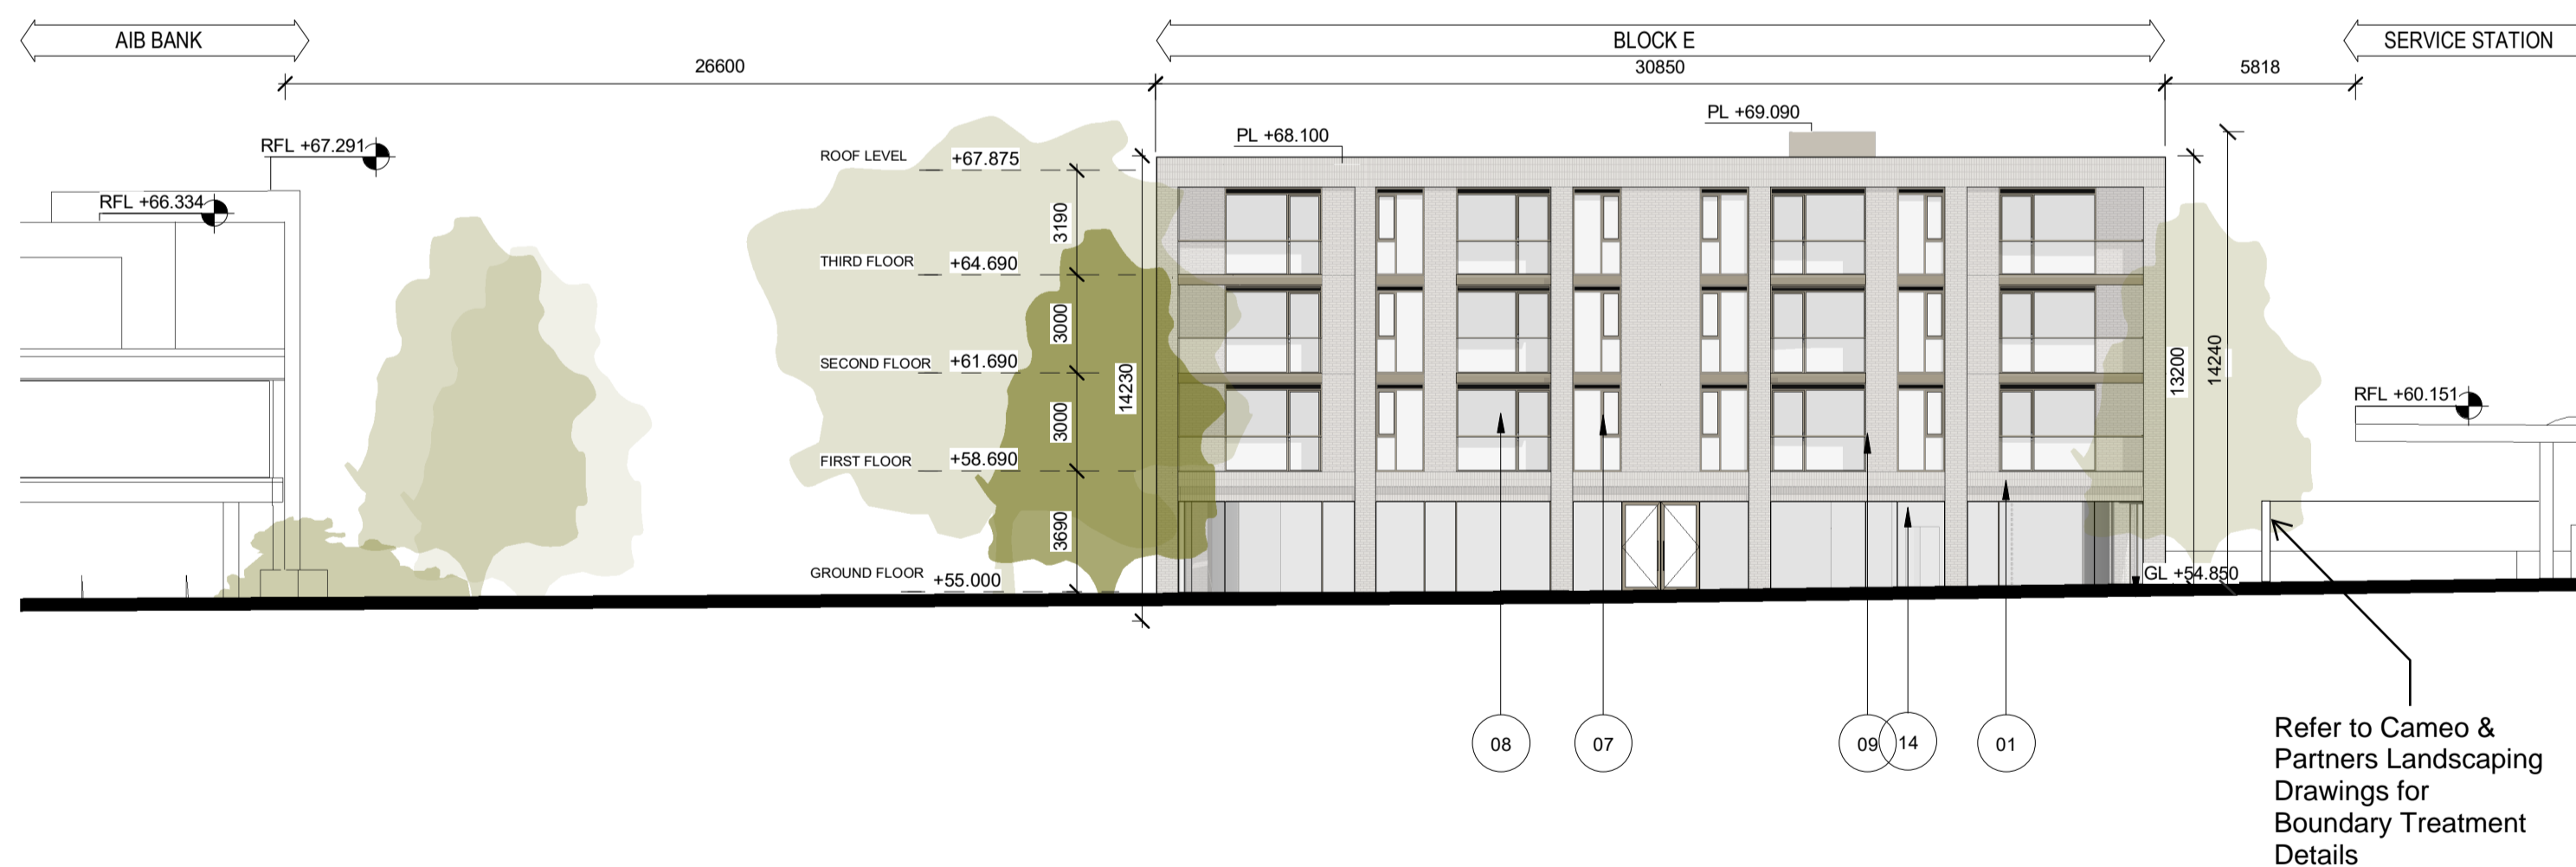 AIB BANK
BLOCK E
SERVICE STATION
26600
30850
5818
RFL +67.291
RFL +66.334
PL +68.100
PL +69.090
ROOF LEVEL +67.875
3190
THIRD FLOOR +64.690
3000
SECOND FLOOR +61.690
3000
14230
FIRST FLOOR +58.690
3690
GROUND FLOOR +55.000
13200
14240
RFL +60.151
GL +54.850
08
07
09
14
01
Refer to Cameo &
Partners Landscaping
Drawings for
Boundary Treatment
Details